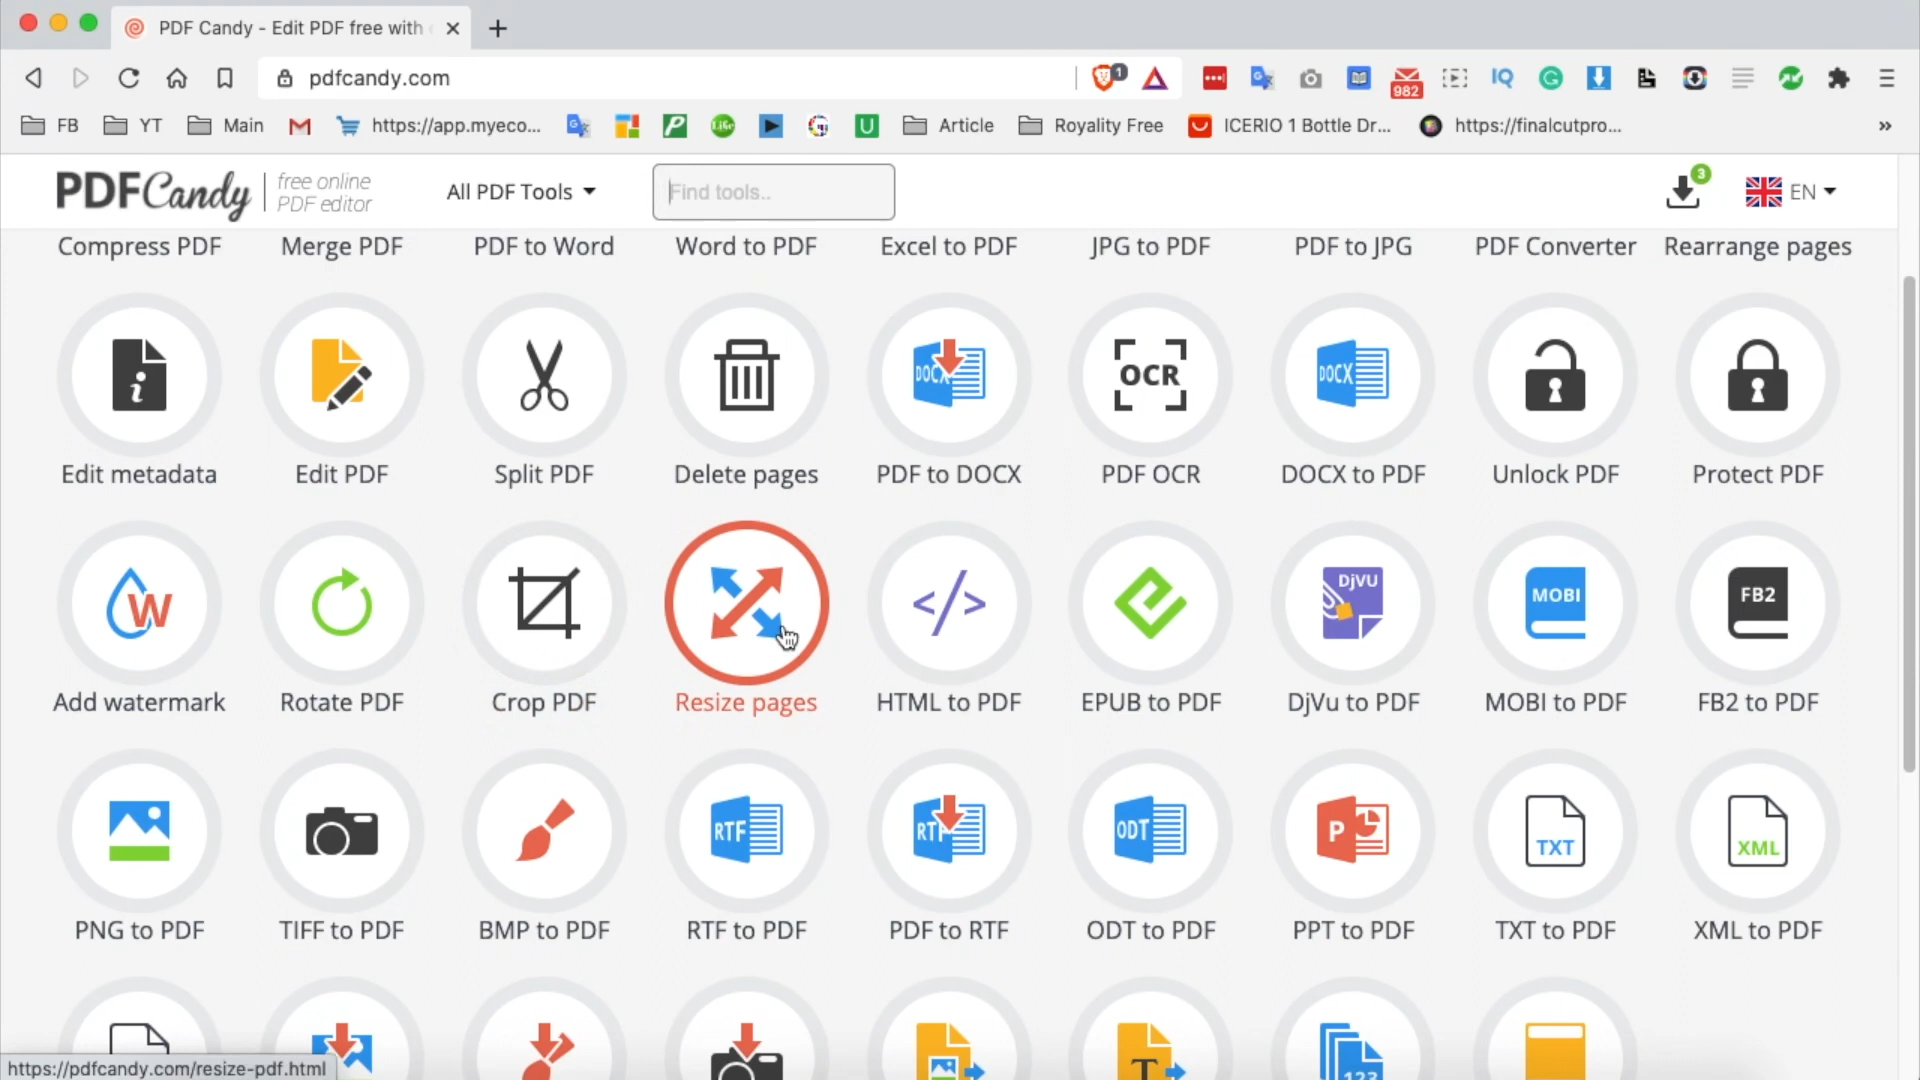 PDF Candy - Edit PDF free with
pdfcandy.com
1
982
FB
YT
Main
https://app.myeco...
Article
Royality Free
ICERIO 1 Bottle Dr...
https://finalcutpro...
PDFCandy
free online
PDF editor
All PDF Tools
Find tools..
3
EN
Compress PDF
Merge PDF
PDF to Word
Word to PDF
Excel to PDF
JPG to PDF
PDF to JPG
PDF Converter
Rearrange pages
i
DOCX
OCR
DOCX
Edit metadata
Edit PDF
Split PDF
Delete pages
PDF to DOCX
PDF OCR
DOCX to PDF
Unlock PDF
Protect PDF
W
</>
DjVU
MOBI
FB2
Add watermark
Rotate PDF
Crop PDF
Resize pages
HTML to PDF
EPUB to PDF
DjVu to PDF
MOBI to PDF
FB2 to PDF
RTF
RTF
ODT
P
TXT
XML
PNG to PDF
TIFF to PDF
BMP to PDF
RTF to PDF
PDF to RTF
ODT to PDF
PPT to PDF
TXT to PDF
XML to PDF
T
123
https://pdfcandy.com/resize-pdf.html